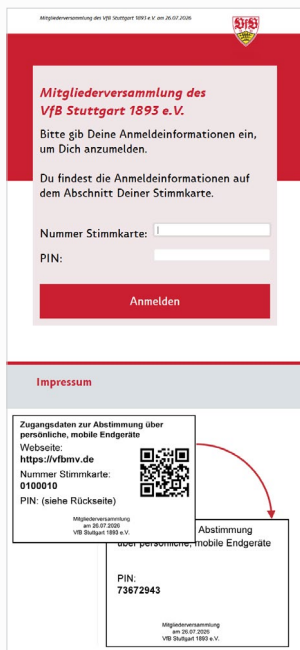 Mitgliederversammlung des VfB Stuttgart 1893 e.V. am 26.07.2026
VfB
Mitgliederversammlung des
VfB Stuttgart 1893 e.V.
Bitte gib Deine Anmeldeinformationen ein,
um Dich anzumelden.
Du findest die Anmeldeinformationen auf
dem Abschnitt Deiner Stimmkarte.
Nummer Stimmkarte:
PIN:
Anmelden
Impressum
Zugangsdaten zur Abstimmung über
persönliche, mobile Endgeräte
Webseite:
https://vfbmv.de
Nummer Stimmkarte:
0100010
PIN: (siehe Rückseite)
Mitgliederversammlung
am 26.07.2026
VfB Stuttgart 1893 e.V.
Abstimmung
über persönliche, mobile Endgeräte
PIN:
73672943
Mitgliederversammlung
am 26.07.2026
VfB Stuttgart 1893 e.V.